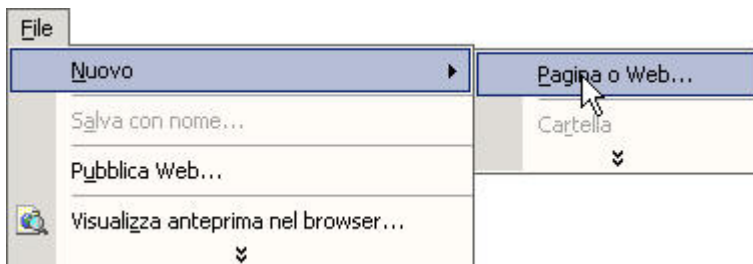 File
Nuovo
Pagina o Web...
Salva con nome...
Cartella
Pubblica Web...
Visualizza anteprima nel browser...